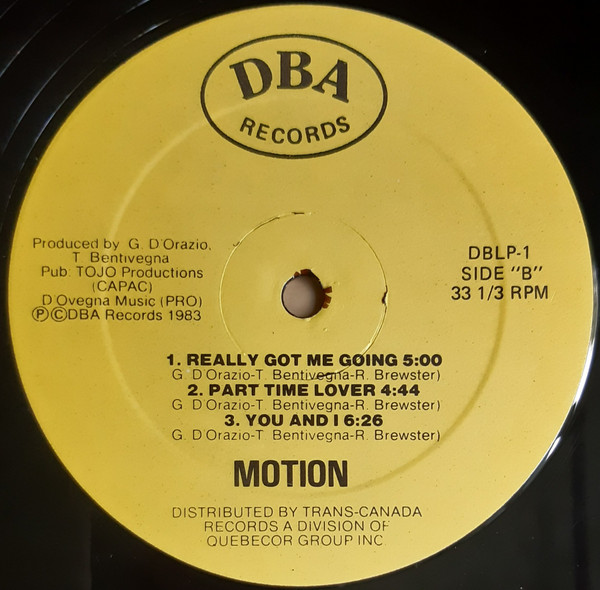 DBA
RECORDS
Produced by G. D'Orazio,
T. Bentivegna
Pub: TOJO Productions
(CAPAC)
D'Ovegna Music (PRO)
ⓅⒸDBA Records 1983
DBLP-1
SIDE "B"
33 1/3 RPM
1. REALLY GOT ME GOING 5:00
G. D'Orazio-T. Bentivegna-R. Brewster)
2. PART TIME LOVER 4:44
G. D'Orazio-T. Bentivegna-R. Brewster)
3. YOU AND I 6:26
G. D'Orazio-T. Bentivegna-R. Brewster)
MOTION
DISTRIBUTED BY TRANS-CANADA
RECORDS A DIVISION OF
QUEBECOR GROUP INC.